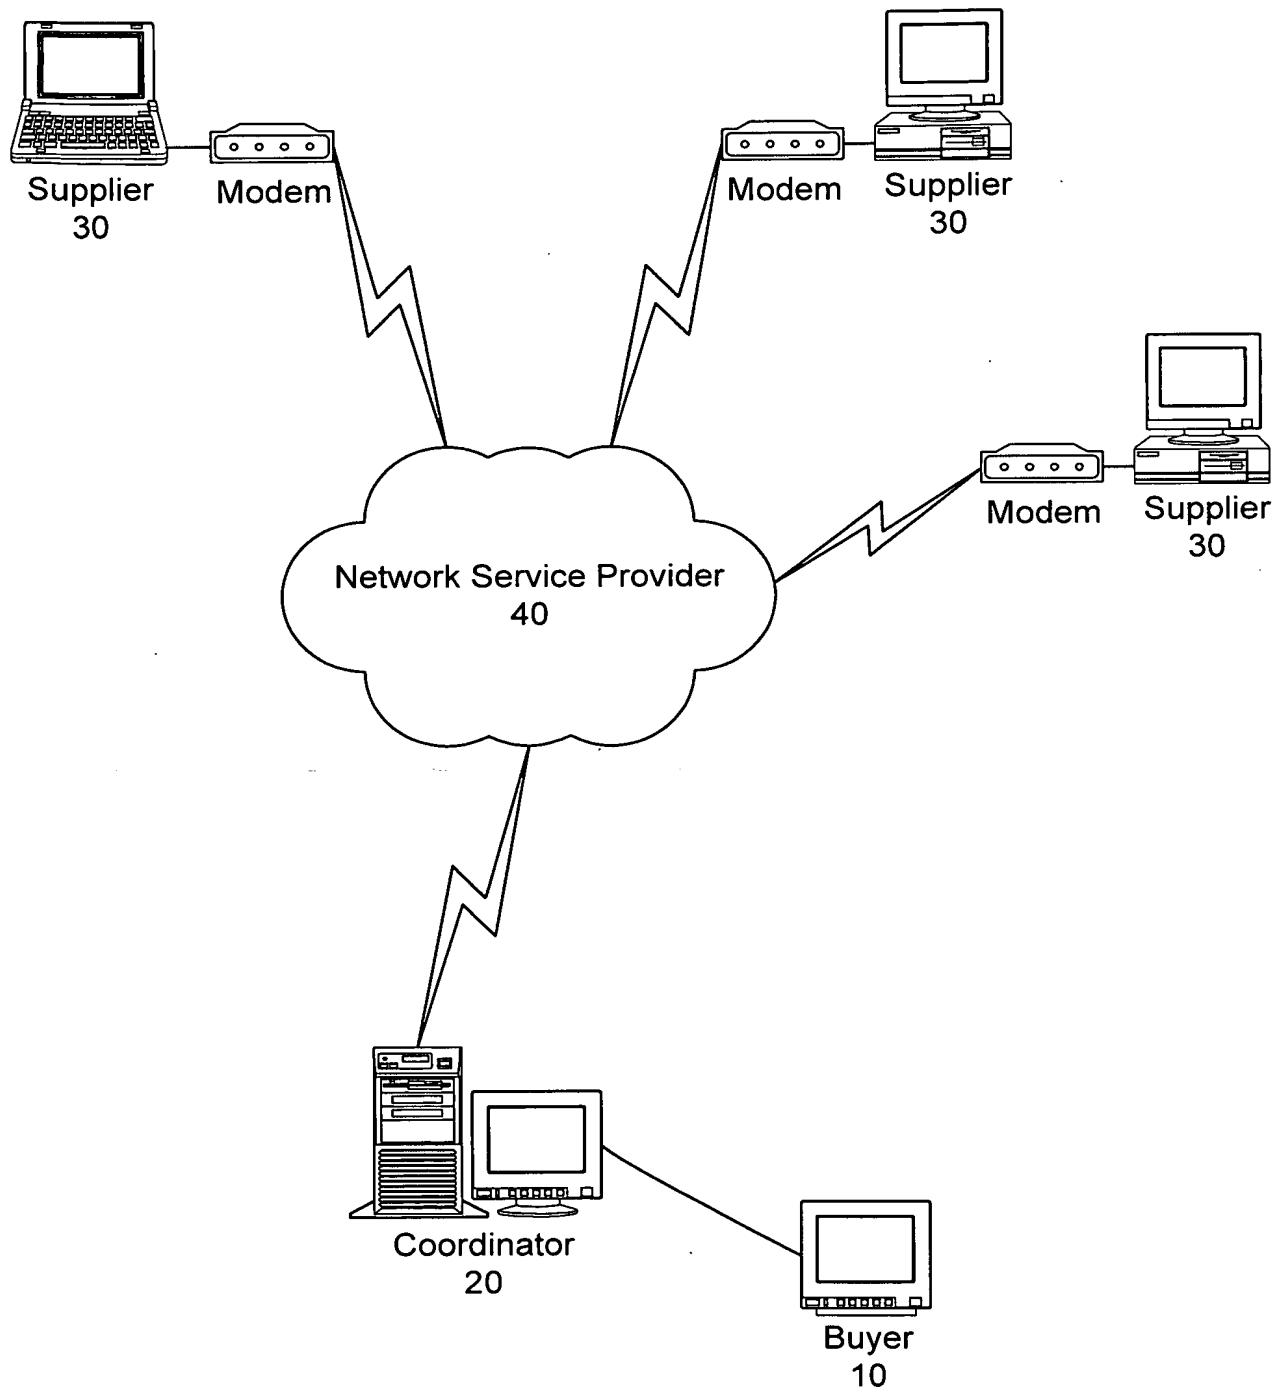 Supplier
30
Modem
Modem
Supplier
30
Modem
Supplier
30
Network Service Provider
40
Coordinator
20
Buyer
10